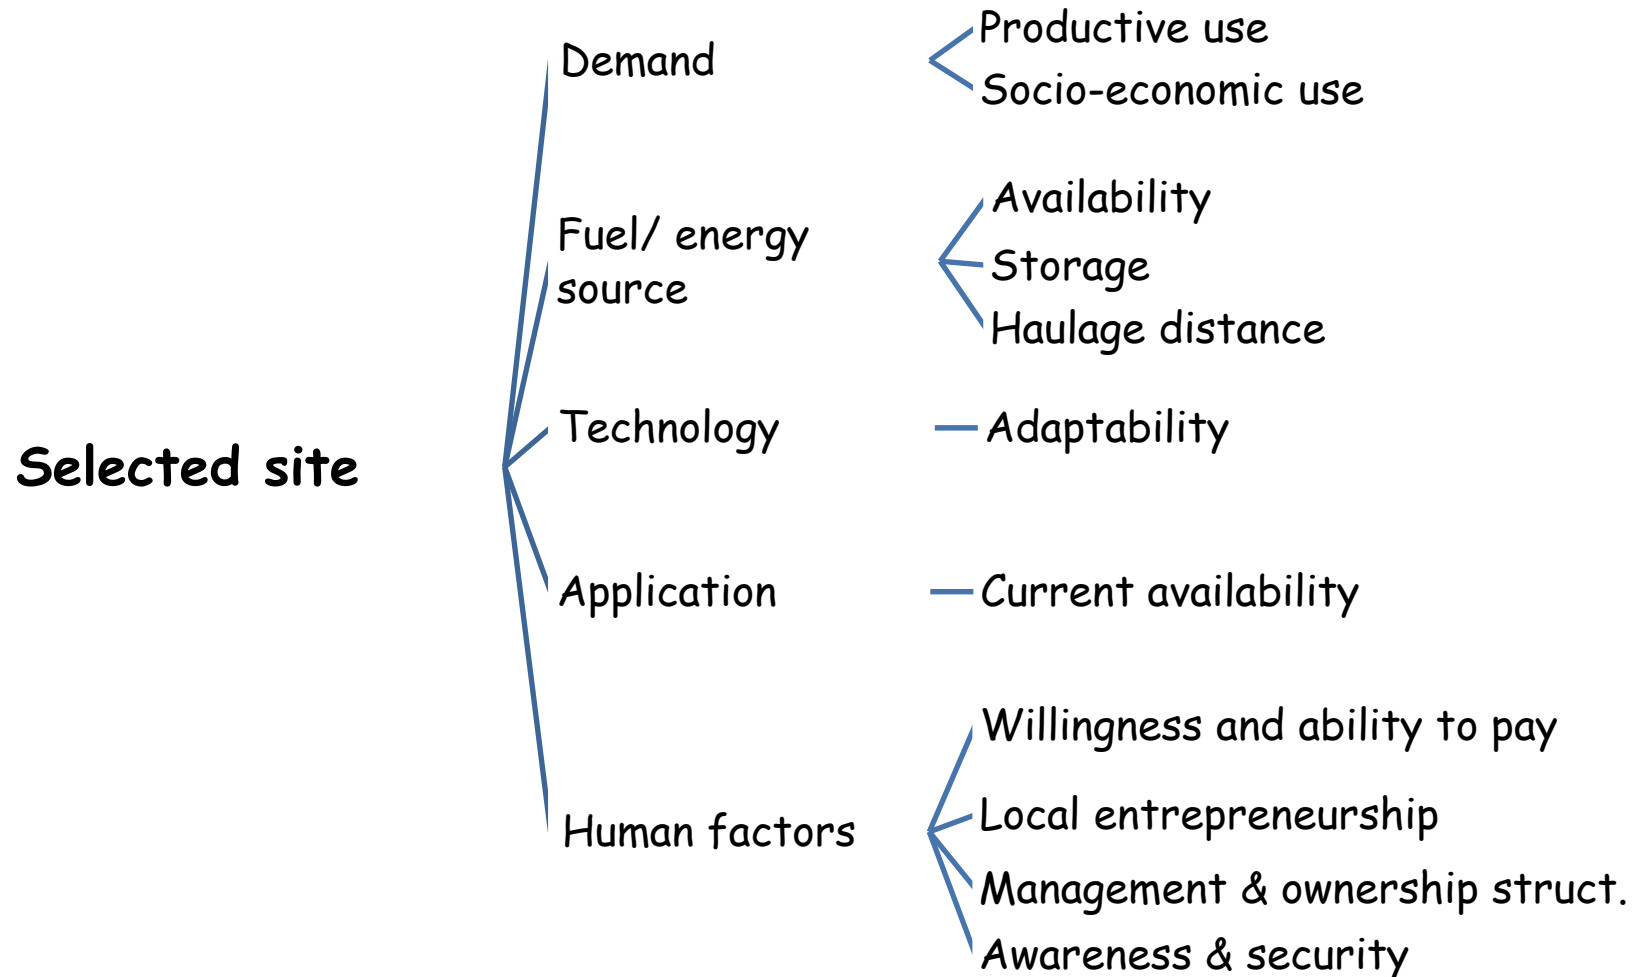 Selected site
Demand
Productive use
Socio-economic use
Fuel/ energy
source
Availability
Storage
Haulage distance
Technology
Adaptability
Application
Current availability
Human factors
Willingness and ability to pay
Local entrepreneurship
Management & ownership struct.
Awareness & security